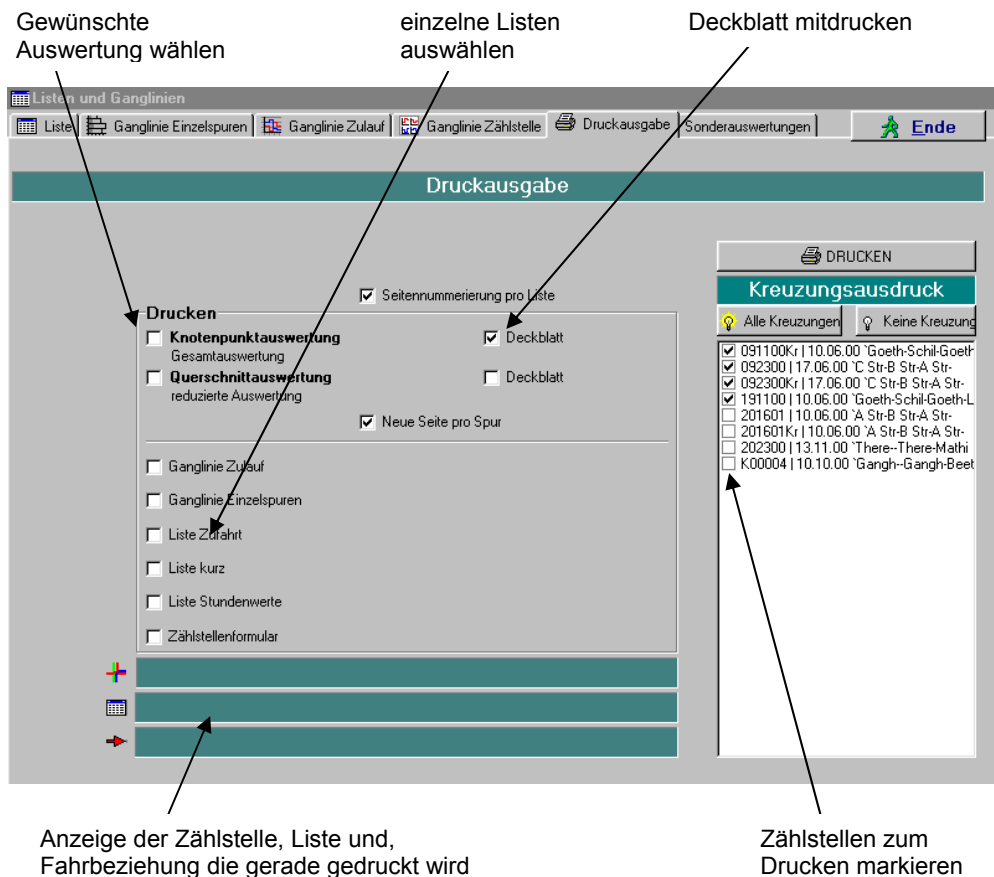 Gewünschte
Auswertung wählen
einzelne Listen
auswählen
Deckblatt mitdrucken
Listen und Ganglinien
Liste
Ganglinie Einzelspuren
Ganglinie Zulauf
Ganglinie Zählstelle
Druckausgabe
Sonderauswertungen
Ende
Druckausgabe
DRUCKEN
Kreuzungsausdruck
Alle Kreuzungen
Keine Kreuzung
Seitennummerierung pro Liste
Drucken
Knotenpunktauswertung
Deckblatt
Gesamtauswertung
Querschnittauswertung
Deckblatt
reduzierte Auswertung
Neue Seite pro Spur
Ganglinie Zulauf
Ganglinie Einzelspuren
Liste Zufahrt
Liste kurz
Liste Stundenwerte
Zählstellenformular
091100Kr | 10.06.00 `Goeth-Schil-Goeth
092300 | 17.06.00 `C Str-B Str-A Str-
092300Kr | 17.06.00 `C Str-B Str-A Str-
191100 | 10.06.00 `Goeth-Schil-Goeth-L
201601 | 10.06.00 `A Str-B Str-A Str-
201601Kr | 10.06.00 `A Str-B Str-A Str-
202300 | 13.11.00 `There--There-Mathi
K00004 | 10.10.00 `Gangh--Gangh-Beet
Anzeige der Zählstelle, Liste und,
Fahrbeziehung die gerade gedruckt wird
Zählstellen zum
Drucken markieren